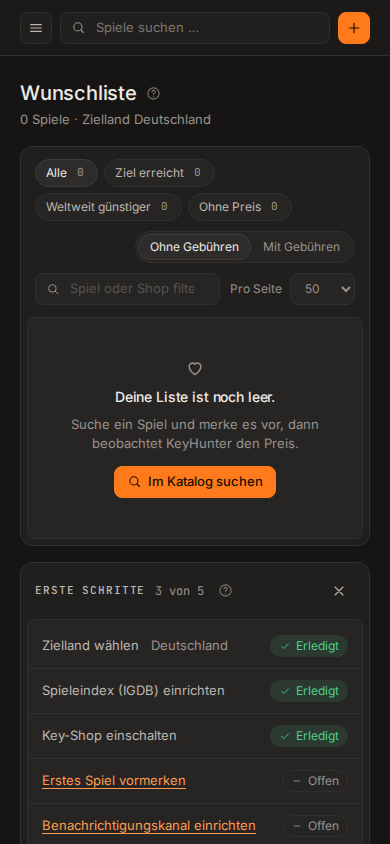 Spiele suchen ...
Wunschliste
0 Spiele · Zielland Deutschland
Alle 0 Ziel erreicht 0
Weltweit günstiger 0 Ohne Preis 0
Ohne Gebühren Mit Gebühren
Spiel oder Shop filte Pro Seite 50
Deine Liste ist noch leer.
Suche ein Spiel und merke es vor, dann
beobachtet KeyHunter den Preis.
Im Katalog suchen
ERSTE SCHRITTE 3 von 5
Zielland wählen Deutschland Erledigt
Spieleindex (IGDB) einrichten Erledigt
Key-Shop einschalten Erledigt
Erstes Spiel vormerken Offen
Benachrichtigungskanal einrichten Offen